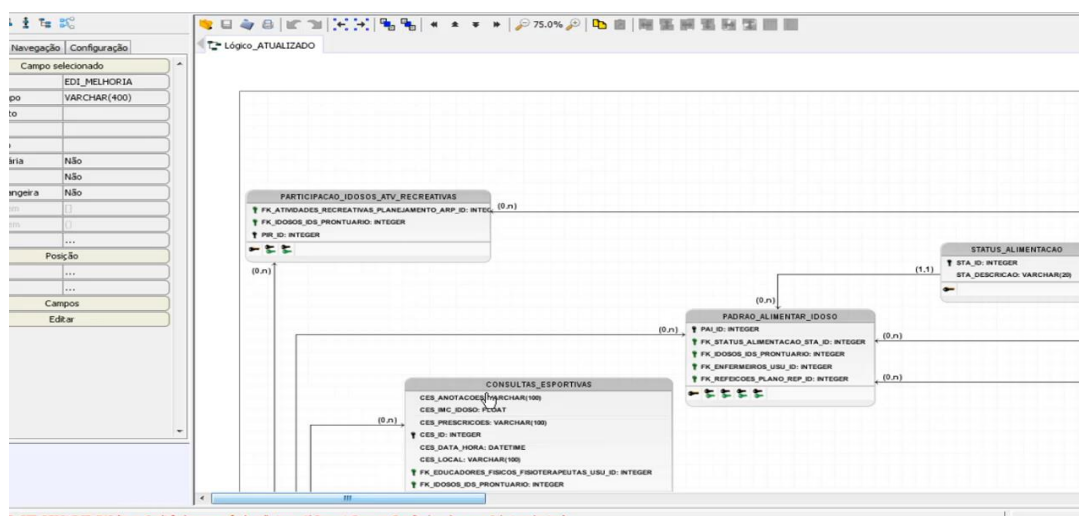 75.0%
Lógico_ATUALIZADO
Navegação Configuração
Campo selecionado
EDI_MELHORIA
po VARCHAR(400)
to
ária Não
Não
angeira Não
[]
[]
...
Posição
...
...
Campos
Editar
PARTICIPACAO_IDOSOS_ATV_RECREATIVAS
FK_ATIVIDADES_RECREATIVAS_PLANEJAMENTO_ARP_ID: INTEG
FK_IDOSOS_IDS_PRONTUARIO: INTEGER
PIR_ID: INTEGER
(0,n)
(0,n)
STATUS_ALIMENTACAO
STA_ID: INTEGER
STA_DESCRICAO: VARCHAR(20)
(1,1)
(0,n)
PADRAO_ALIMENTAR_IDOSO
PAI_ID: INTEGER
FK_STATUS_ALIMENTACAO_STA_ID: INTEGER
FK_IDOSOS_IDS_PRONTUARIO: INTEGER
FK_ENFERMEIROS_USU_ID: INTEGER
FK_REFEICOES_PLANO_REP_ID: INTEGER
(0,n)
(0,n)
(0,n)
CONSULTAS_ESPORTIVAS
CES_ANOTACOES: VARCHAR(100)
CES_IMC_IDOSO: FLOAT
CES_PRESCRICOES: VARCHAR(100)
CES_ID: INTEGER
CES_DATA_HORA: DATETIME
CES_LOCAL: VARCHAR(100)
FK_EDUCADORES_FISICOS_FISIOTERAPEUTAS_USU_ID: INTEGER
FK_IDOSOS_IDS_PRONTUARIO: INTEGER
(0,n)